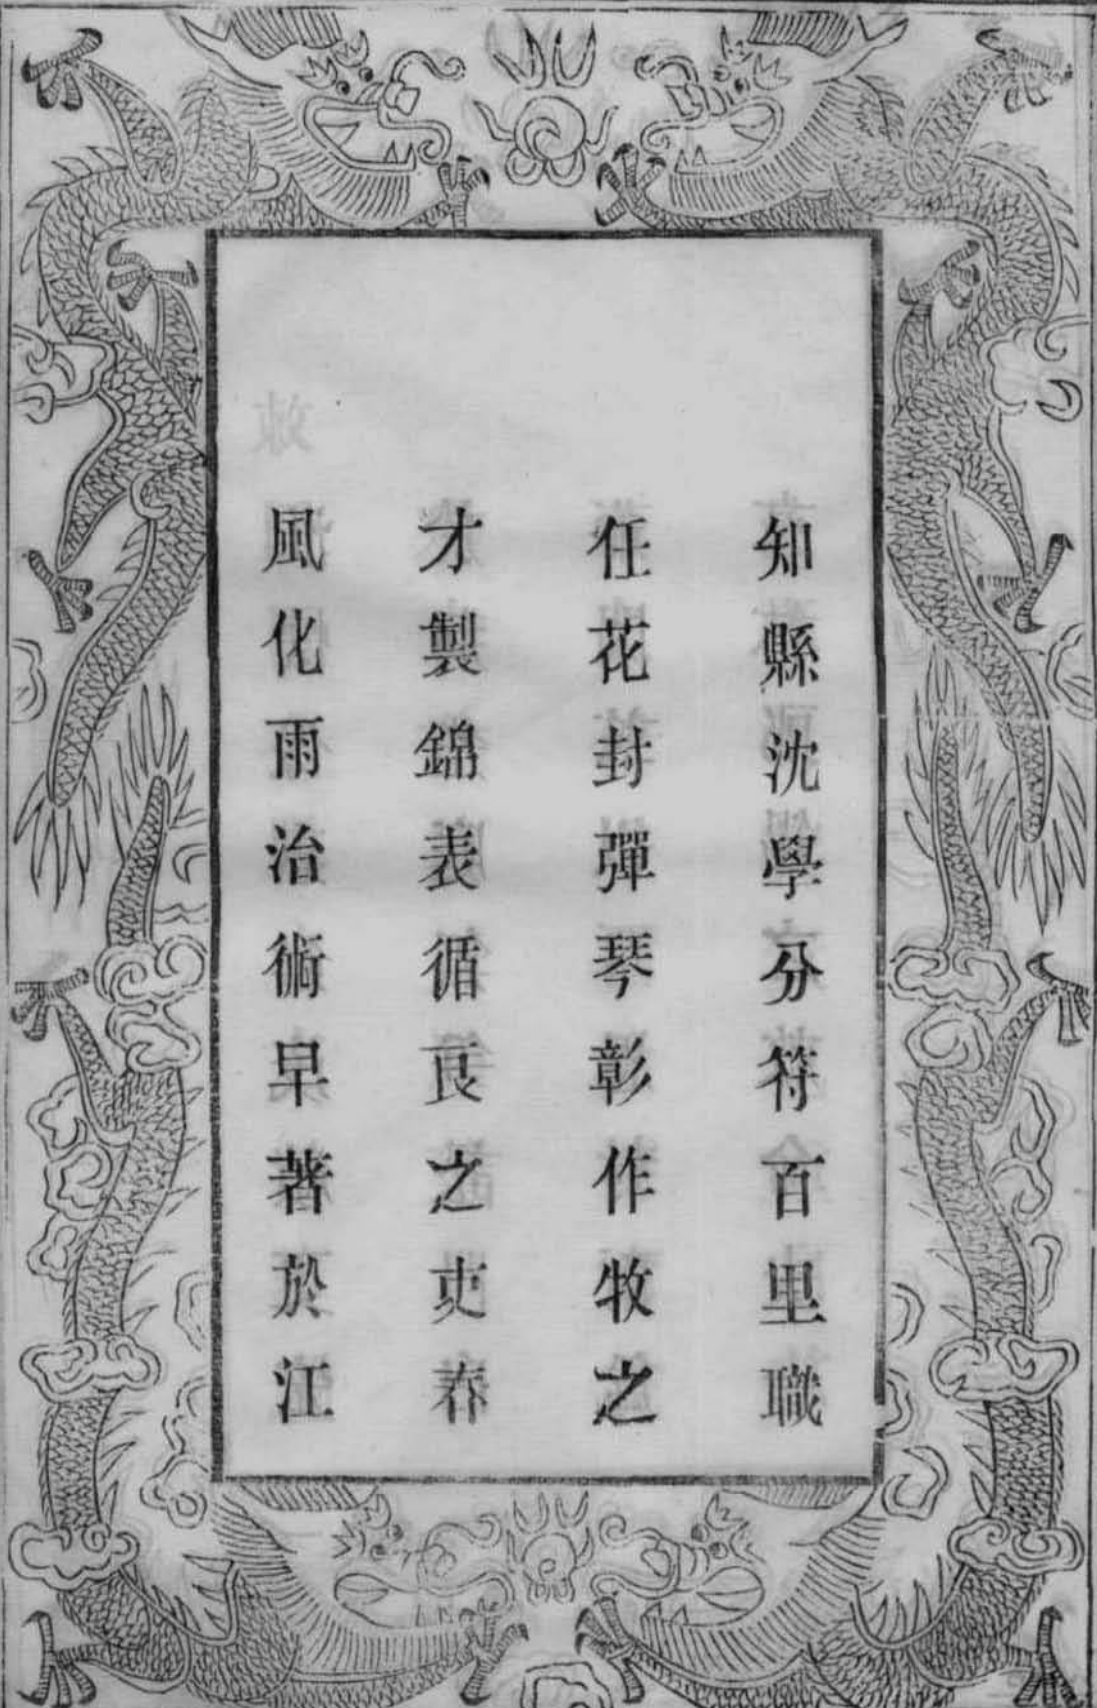 知縣沈學分符百里職
任花封彈琴彰作牧之
才製錦表循良之吏春
風化雨治術早著於江